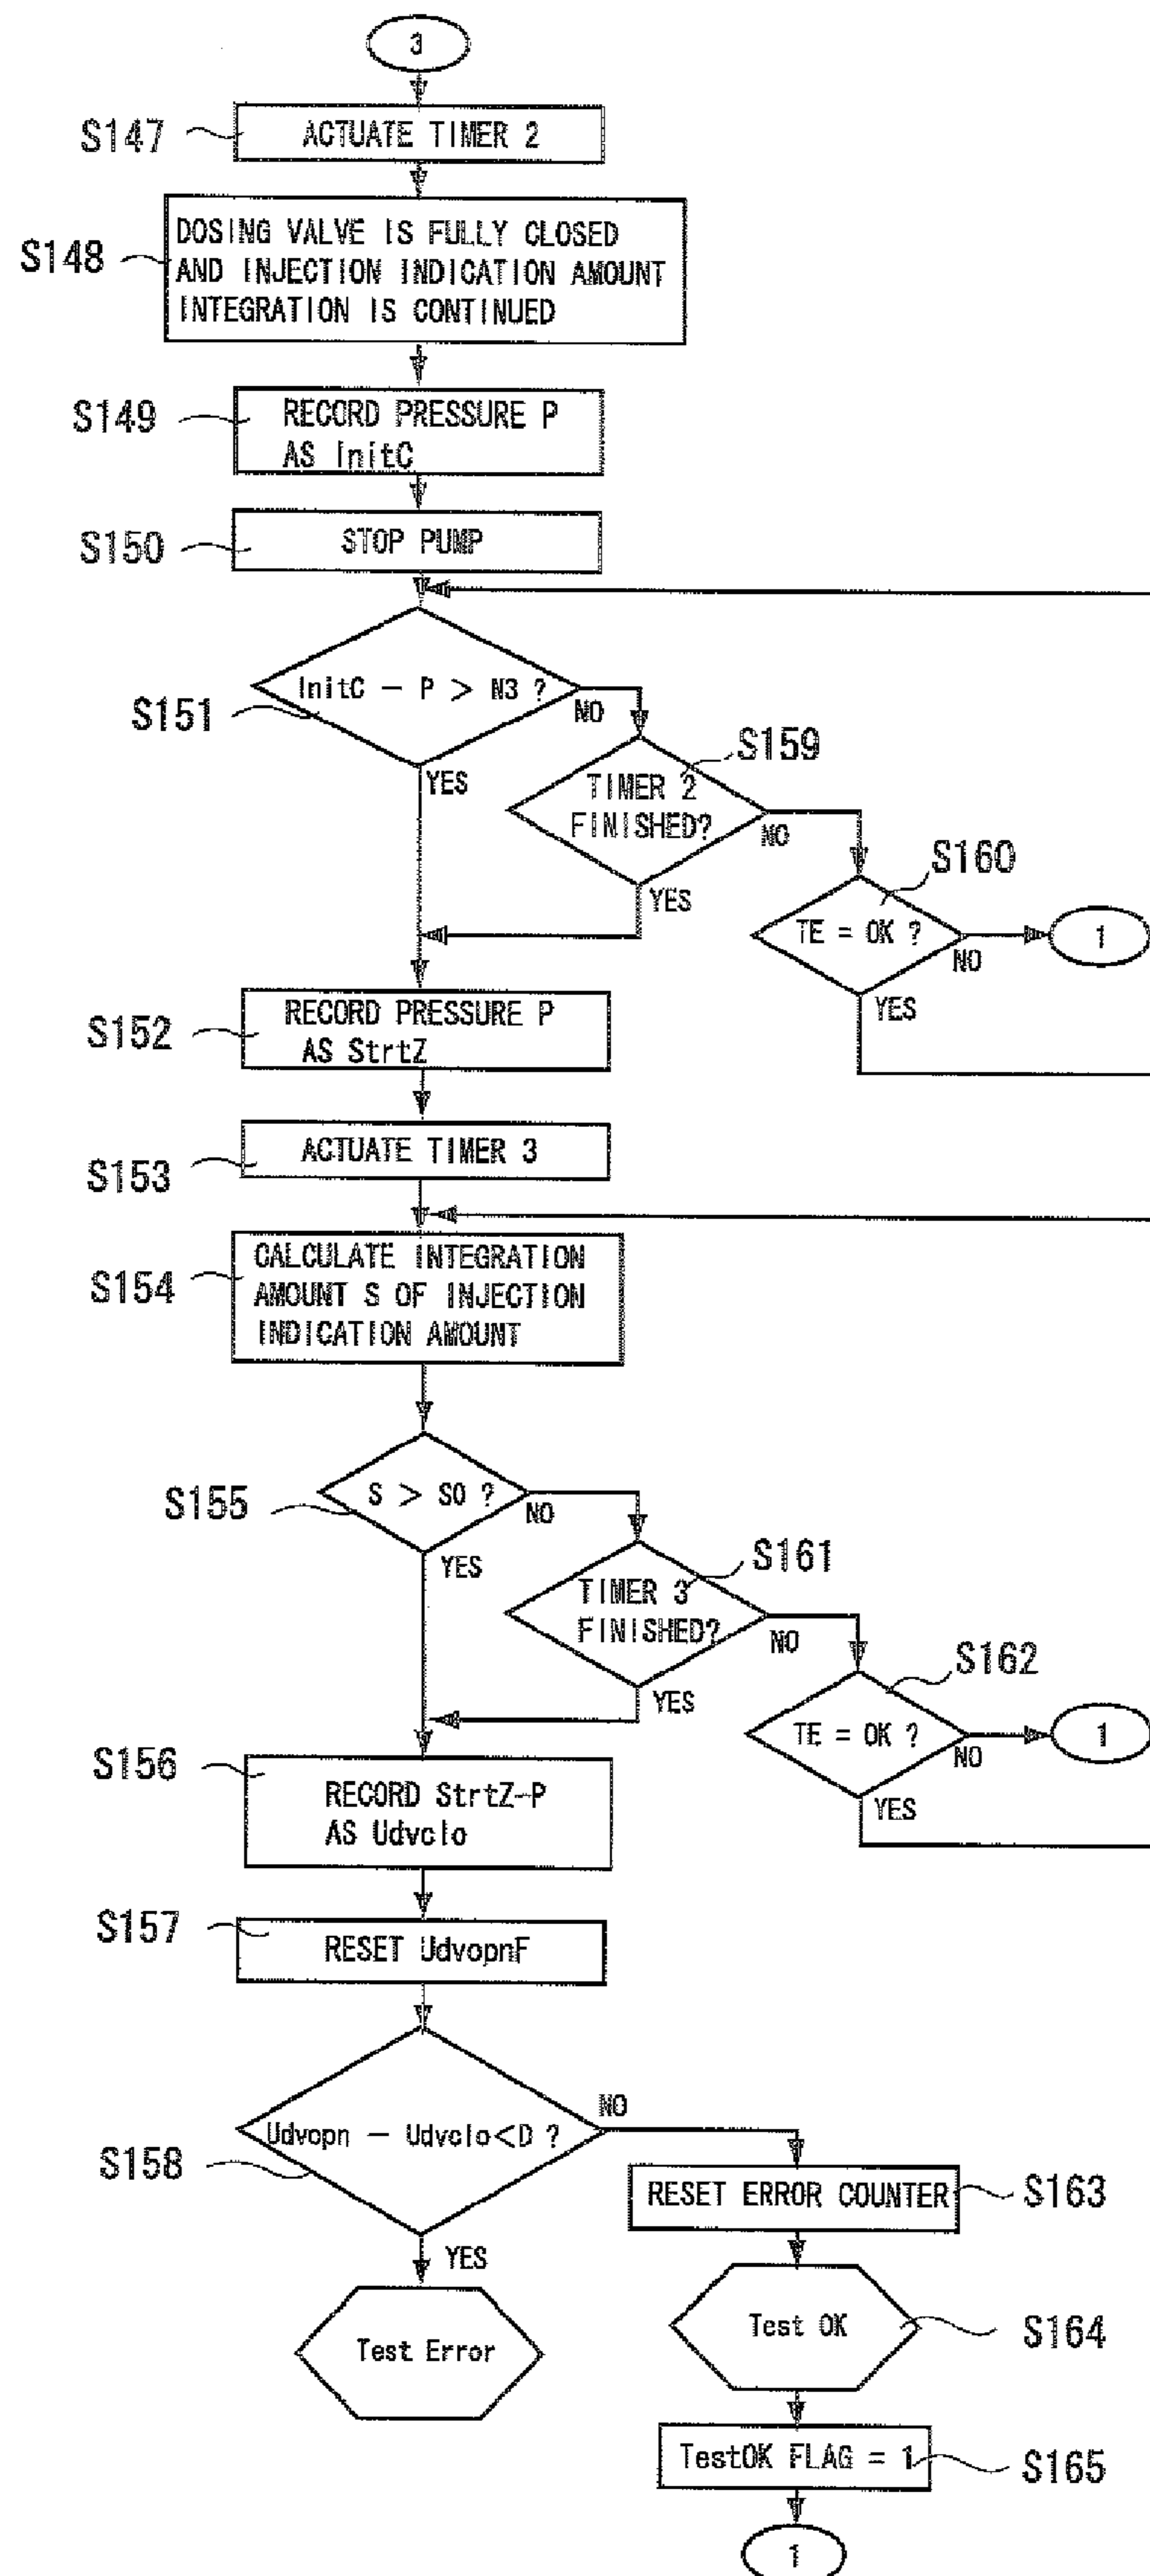 3
S147
ACTUATE TIMER 2
S148
DOSING VALVE IS FULLY CLOSED
AND INJECTION INDICATION AMOUNT
INTEGRATION IS CONTINUED
S149
RECORD PRESSURE P
AS InitC
S150
STOP PUMP
S151
InitC - P > N3 ?
NO
YES
S159
TIMER 2
FINISHED?
NO
YES
S160
TE = OK ?
NO
1
YES
S152
RECORD PRESSURE P
AS StrtZ
S153
ACTUATE TIMER 3
S154
CALCULATE INTEGRATION
AMOUNT S OF INJECTION
INDICATION AMOUNT
S155
S > S0 ?
NO
YES
S161
TIMER 3
FINISHED?
NO
YES
S162
TE = OK ?
NO
1
YES
S156
RECORD StrtZ-P
AS Udvclo
S157
RESET UdvopnF
S158
Udvopn - Udvclo<D ?
NO
YES
Test Error
RESET ERROR COUNTER
S163
Test OK
S164
TestOK FLAG = 1
S165
1